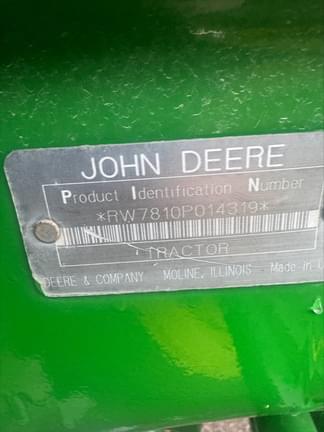 JOHN DEERE
Product Identification Number
*RW7810P014319*
TRACTOR
DEERE & COMPANY MOLINE, ILLINOIS Made in